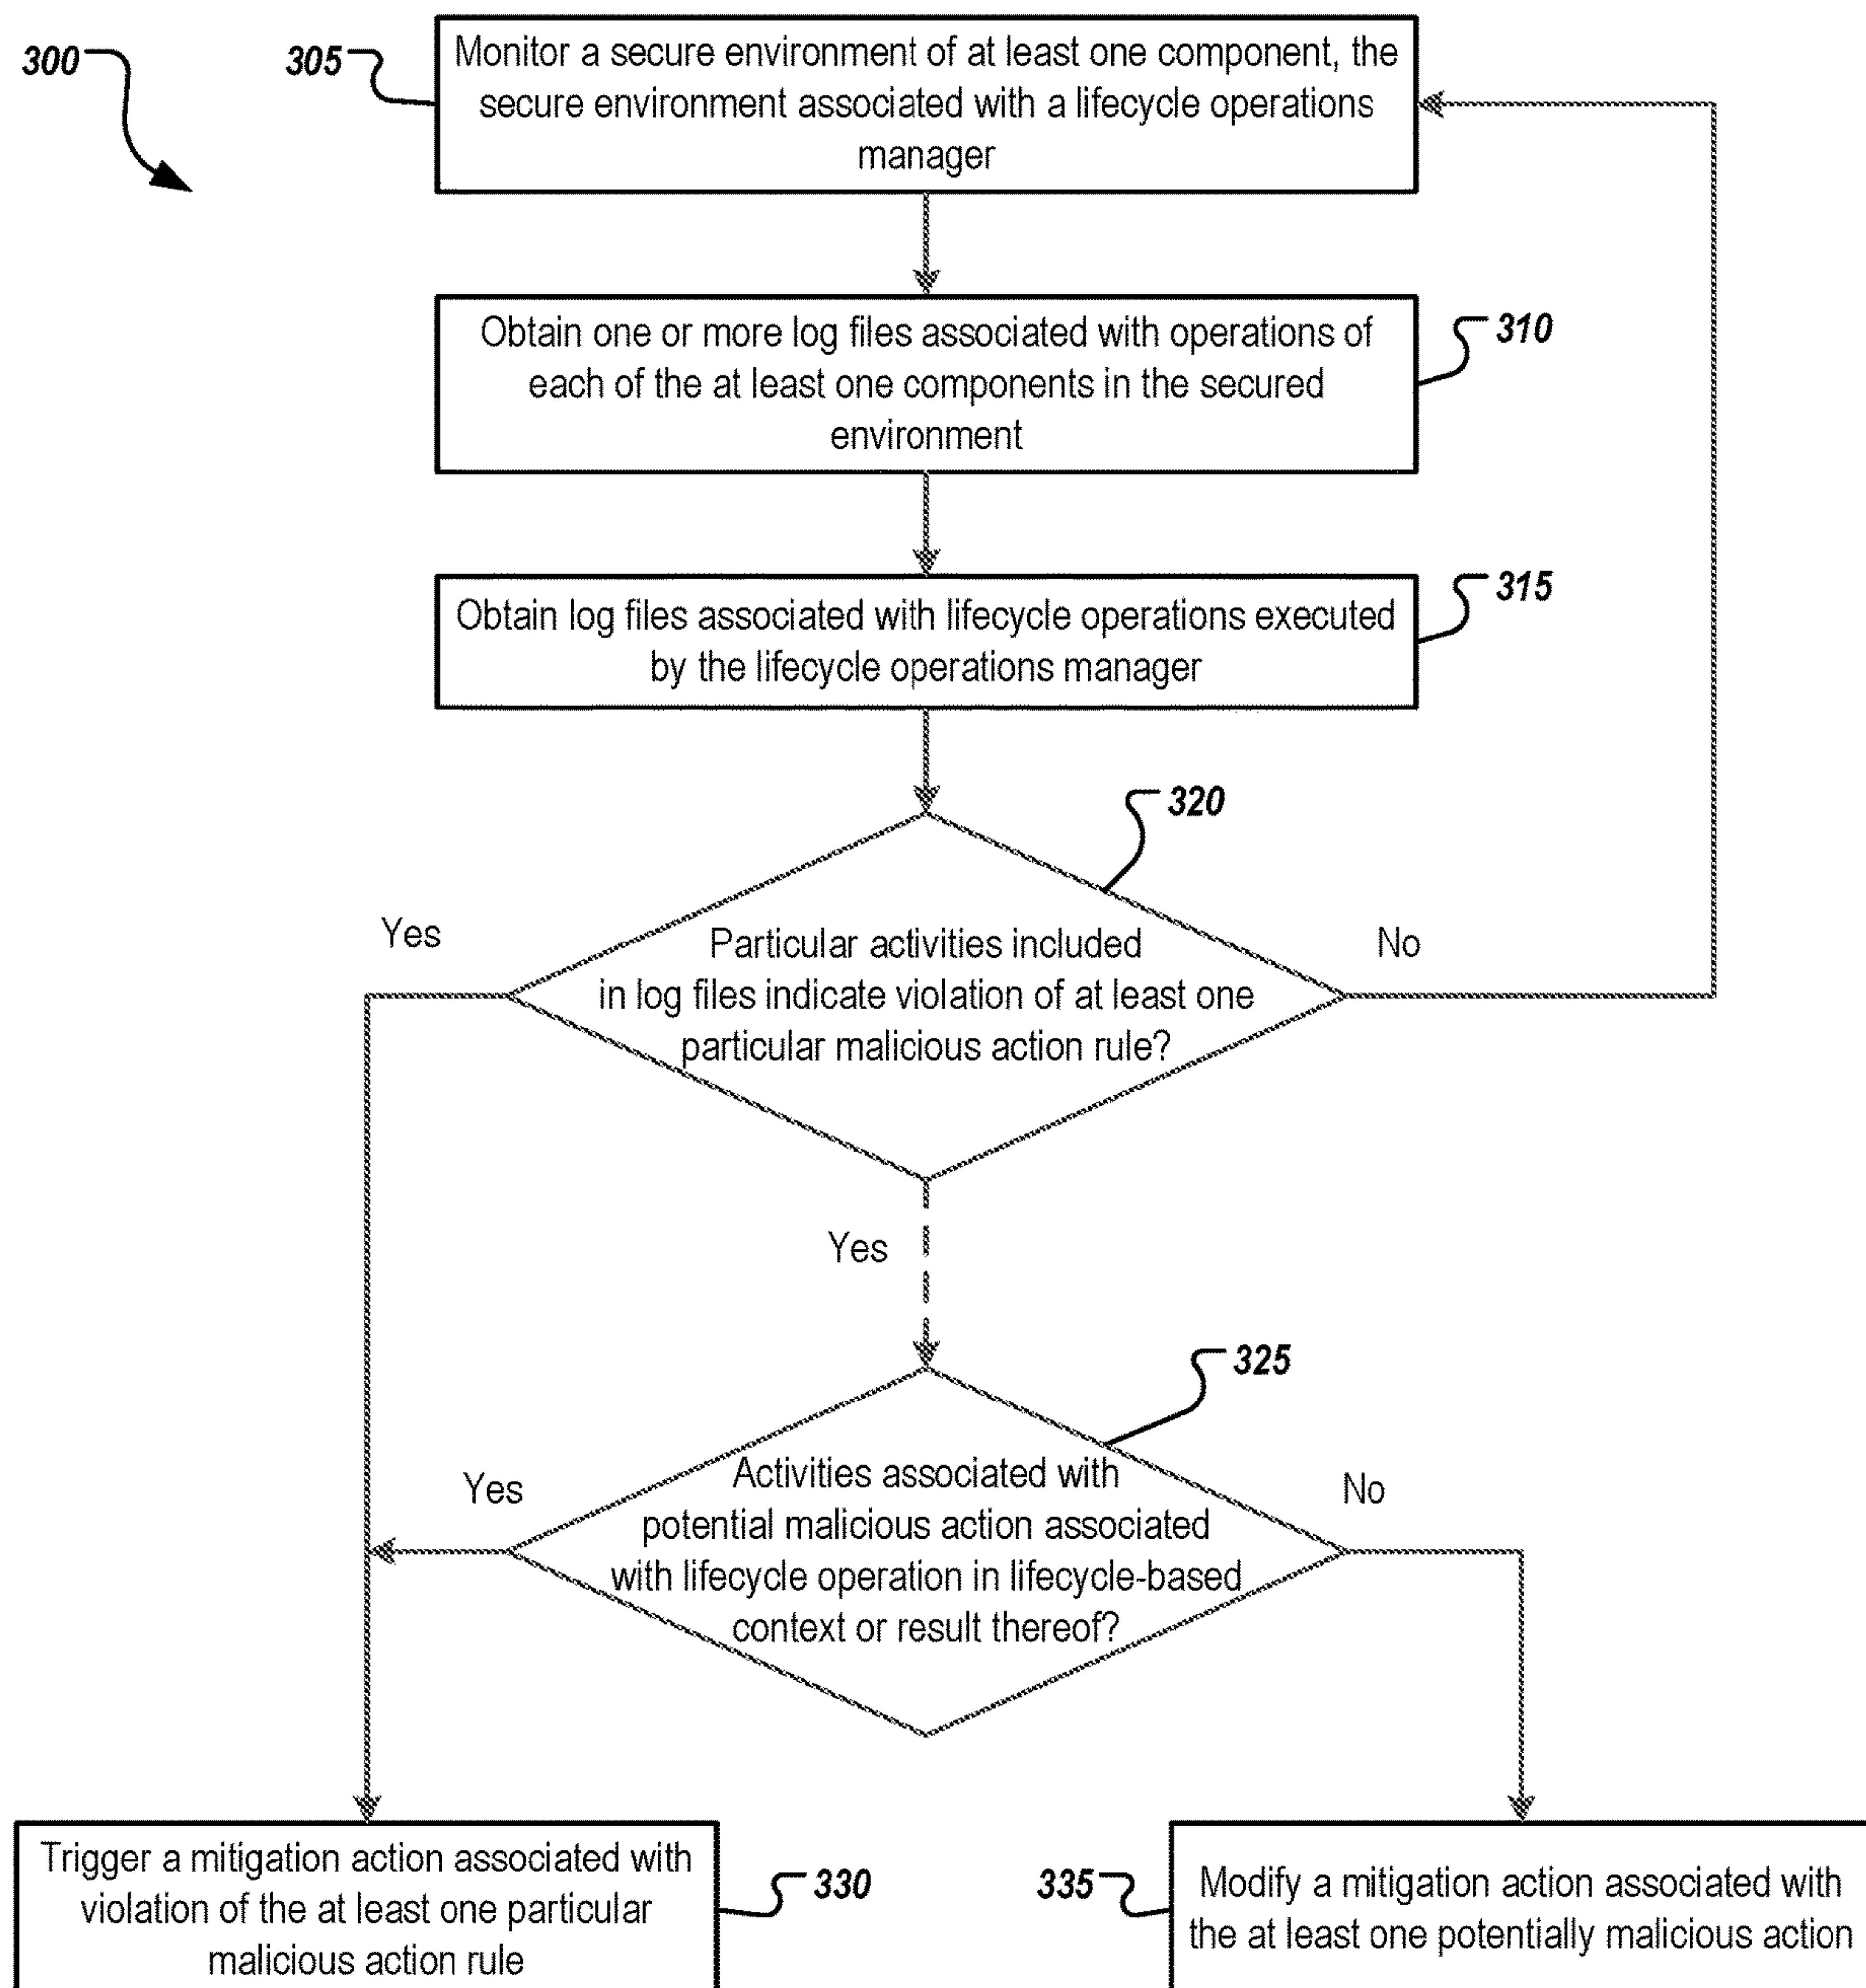 300
305
Monitor a secure environment of at least one component, the
secure environment associated with a lifecycle operations
manager
310
Obtain one or more log files associated with operations of
each of the at least one components in the secured
environment
315
Obtain log files associated with lifecycle operations executed
by the lifecycle operations manager
320
Yes
No
Particular activities included
in log files indicate violation of at least one
particular malicious action rule?
Yes
325
Yes
No
Activities associated with
potential malicious action associated
with lifecycle operation in lifecycle-based
context or result thereof?
Trigger a mitigation action associated with
violation of the at least one particular
malicious action rule
330
335
Modify a mitigation action associated with
the at least one potentially malicious action